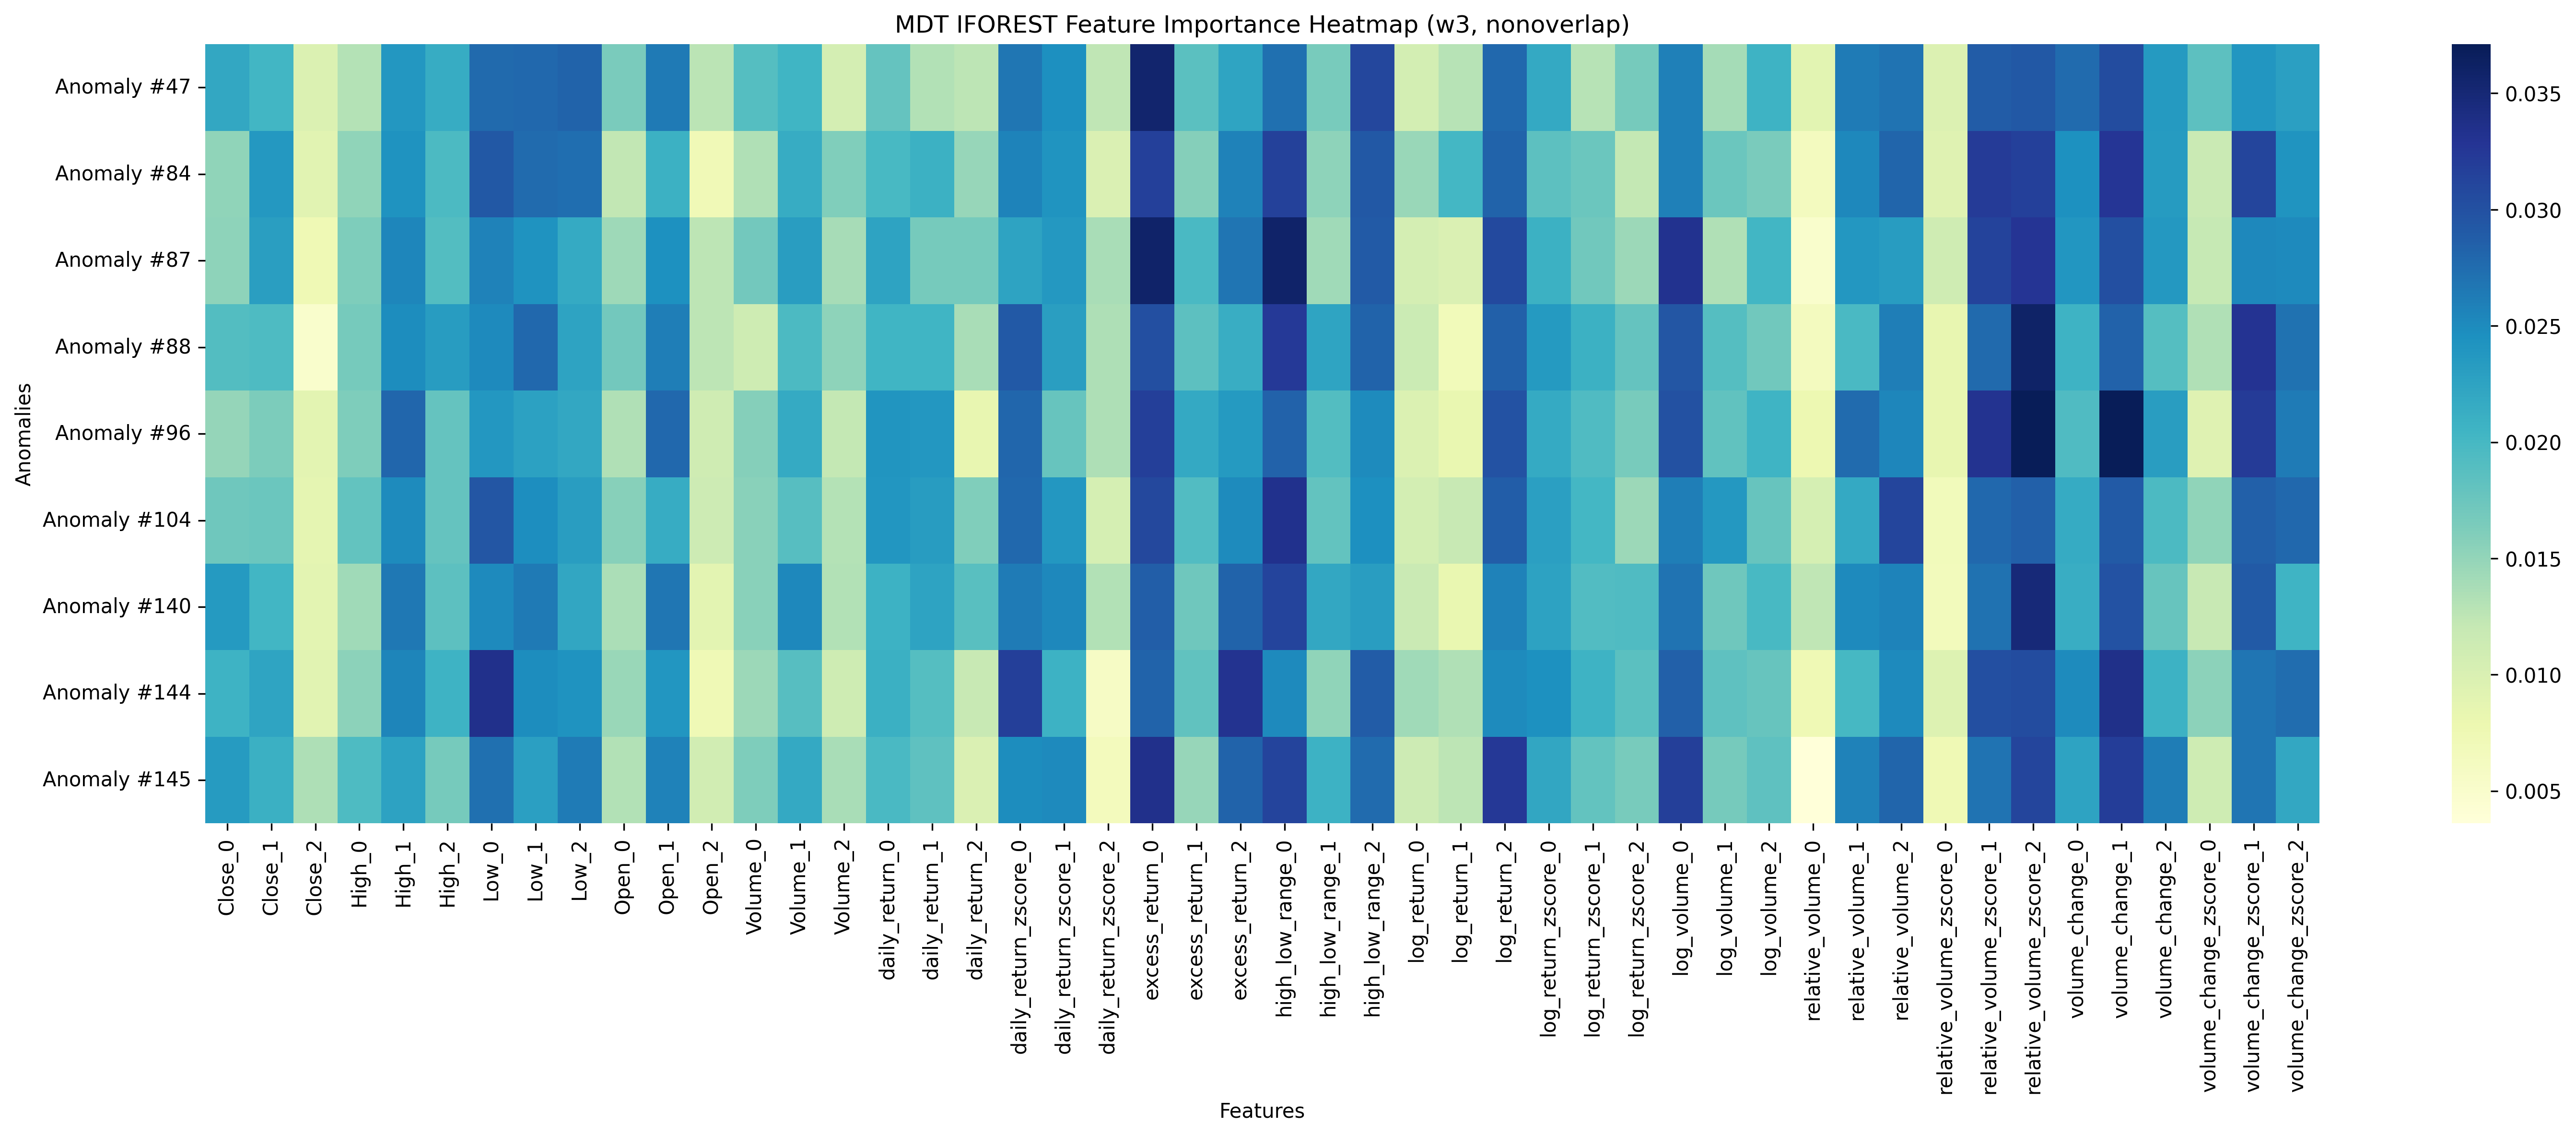 MDT IFOREST Feature Importance Heatmap (w3, nonoverlap)
Anomalies
Anomaly #47
Anomaly #84
Anomaly #87
Anomaly #88
Anomaly #96
Anomaly #104
Anomaly #140
Anomaly #144
Anomaly #145
0.035
0.030
0.025
0.020
0.015
0.010
0.005
Close_0
Close_1
Close_2
High_0
High_1
High_2
Low_0
Low_1
Low_2
Open_0
Open_1
Open_2
Volume_0
Volume_1
Volume_2
daily_return_0
daily_return_1
daily_return_2
daily_return_zscore_0
daily_return_zscore_1
daily_return_zscore_2
excess_return_0
excess_return_1
excess_return_2
high_low_range_0
high_low_range_1
high_low_range_2
log_return_0
log_return_1
log_return_2
log_return_zscore_0
log_return_zscore_1
log_return_zscore_2
log_volume_0
log_volume_1
log_volume_2
relative_volume_0
relative_volume_1
relative_volume_2
relative_volume_zscore_0
relative_volume_zscore_1
relative_volume_zscore_2
volume_change_0
volume_change_1
volume_change_2
volume_change_zscore_0
volume_change_zscore_1
volume_change_zscore_2
Features